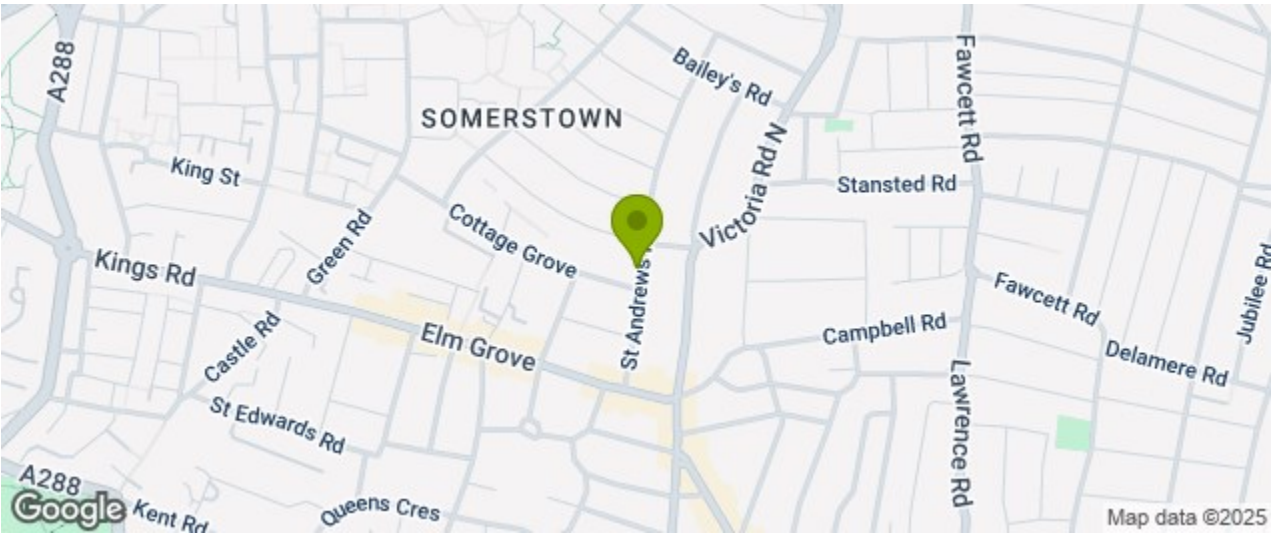 A288
Bailey's Rd
Fawcett Rd
SOMERSTOWN
King St
Stansted Rd
Victoria Rd N
Cottage Grove
Green Rd
Kings Rd
St Andrews
Fawcett Rd
Jubilee Rd
Castle Rd
Elm Grove
Campbell Rd
Delamere Rd
St Edwards Rd
Lawrence Rd
A288
Kent Rd
Queens Cres
Google
Map data ©2025